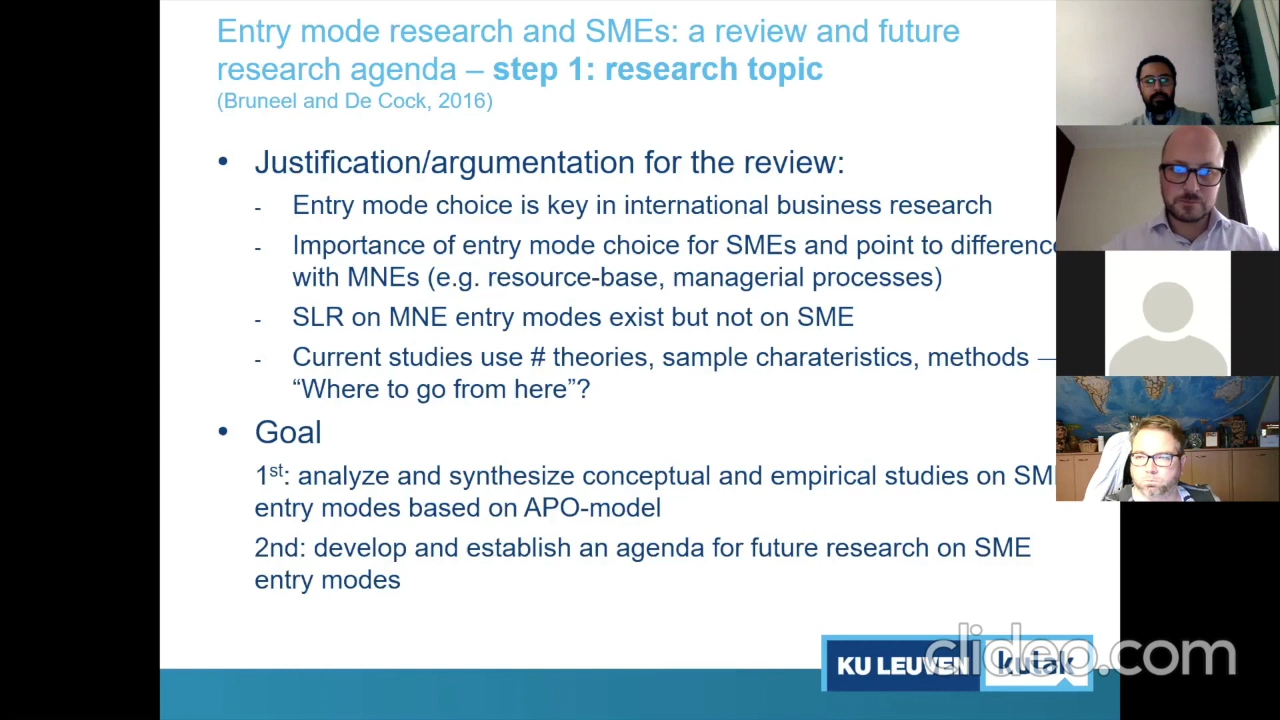 Entry mode research and SMEs: a review and future
research agenda – step 1: research topic
(Bruneel and De Cock, 2016)
• Justification/argumentation for the review:
- Entry mode choice is key in international business research
- Importance of entry mode choice for SMEs and point to differenc
with MNEs (e.g. resource-base, managerial processes)
- SLR on MNE entry modes exist but not on SME
- Current studies use # theories, sample charateristics, methods —
“Where to go from here”?
• Goal
1st: analyze and synthesize conceptual and empirical studies on SM
entry modes based on APO-model
2nd: develop and establish an agenda for future research on SME
entry modes
KU LEUVEN kulak
clideo.com